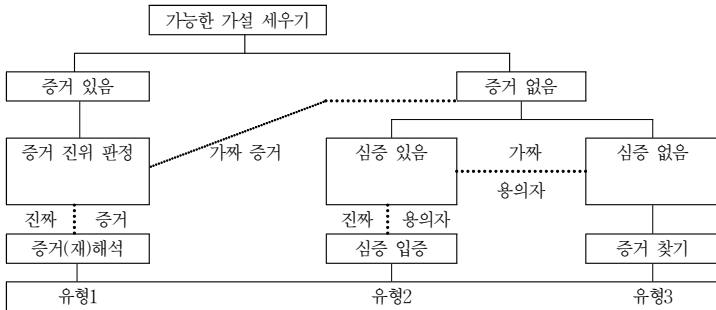 가능한 가설 세우기
증거 있음
증거 없음
증거 진위 판정
가짜 증거
심증 있음
가짜
심증 없음
용의자
진짜 증거
진짜 용의자
증거(재)해석
심증 입증
증거 찾기
유형1
유형2
유형3